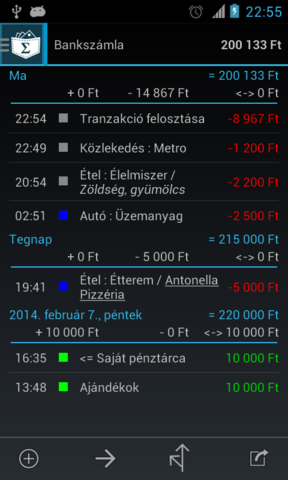 22:55
Σ
Bankszámla 200 133 Ft
Ma = 200 133 Ft
+ 0 Ft - 14 867 Ft <-> 0 Ft
22:54 Tranzakció felosztása -8 967 Ft
22:49 Közlekedés : Metro -1 200 Ft
20:54 Étel : Élelmiszer / -2 200 Ft
Zöldség, gyümölcs
02:51 Autó : Üzemanyag -2 500 Ft
Tegnap = 215 000 Ft
+ 0 Ft - 5 000 Ft <-> 0 Ft
19:41 Étel : Étterem / Antonella -5 000 Ft
Pizzéria
2014. február 7., péntek = 220 000 Ft
+ 10 000 Ft - 0 Ft <-> 10 000 Ft
16:35 <= Saját pénztárca 10 000 Ft
13:48 Ajándékok 10 000 Ft